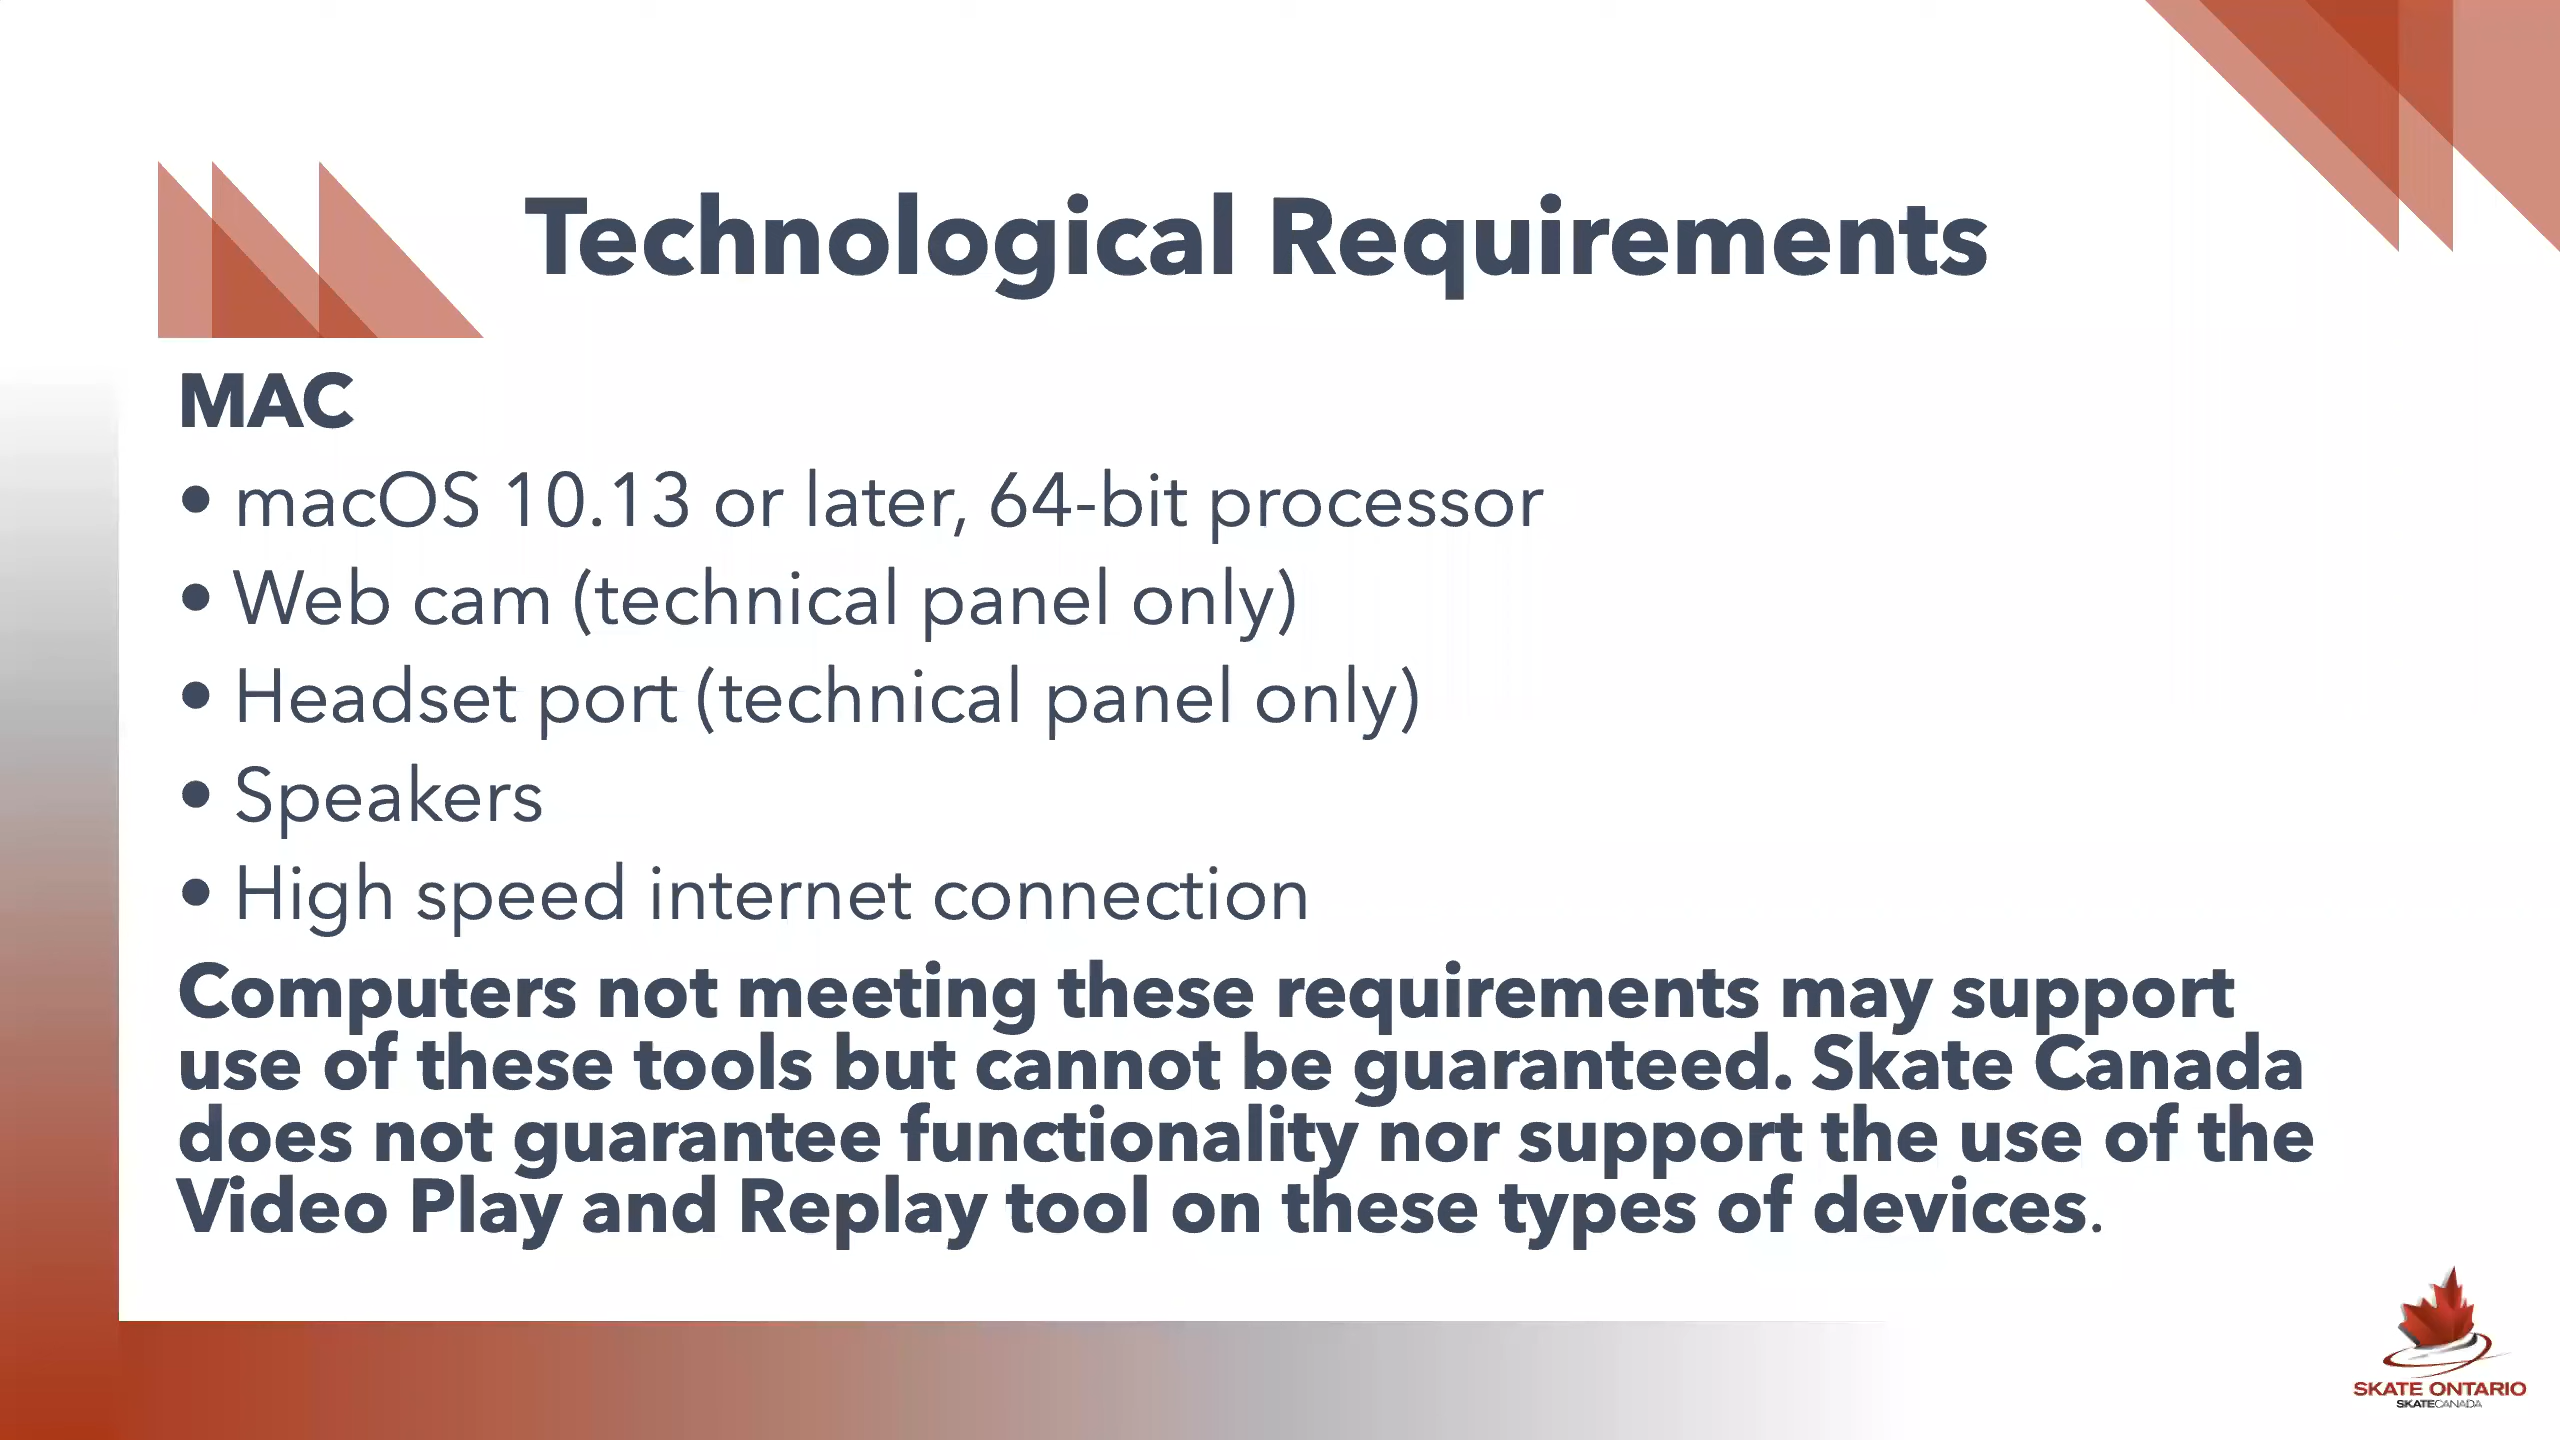 Technological Requirements
MAC
• macOS 10.13 or later, 64-bit processor
• Web cam (technical panel only)
• Headset port (technical panel only)
• Speakers
• High speed internet connection
Computers not meeting these requirements may support
use of these tools but cannot be guaranteed. Skate Canada
does not guarantee functionality nor support the use of the
Video Play and Replay tool on these types of devices.
SKATE ONTARIO
SKATECANADA